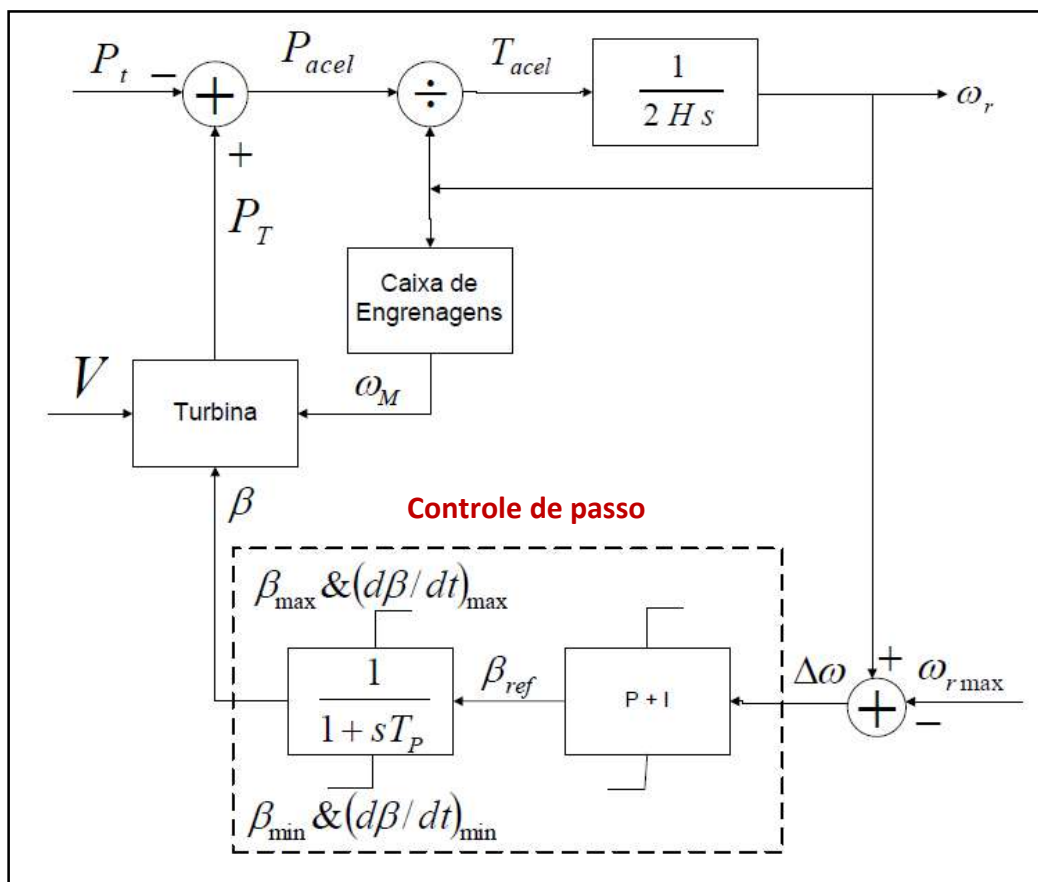 P_t − P_acel T_acel 1
+ ÷ 2 H s ω_r
+
P_T
Caixa de
Engrenagens
V ω_M
Turbina
β
Controle de passo
β_max & (dβ/dt)_max
1 β_ref P + I Δω + ω_r max
1 + sT_P + −
β_min & (dβ/dt)_min